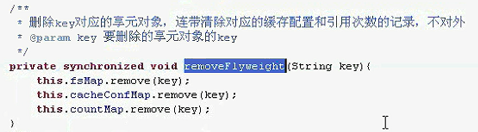 /**
 * 删除key对应的享元对象，连带清除对应的缓存配置和引用次数的记录，不对外
 * @param key 要删除的享元对象的key
 */
private synchronized void removeFlyweight(String key){
    this.fsMap.remove(key);
    this.cacheConfMap.remove(key);
    this.countMap.remove(key);
}